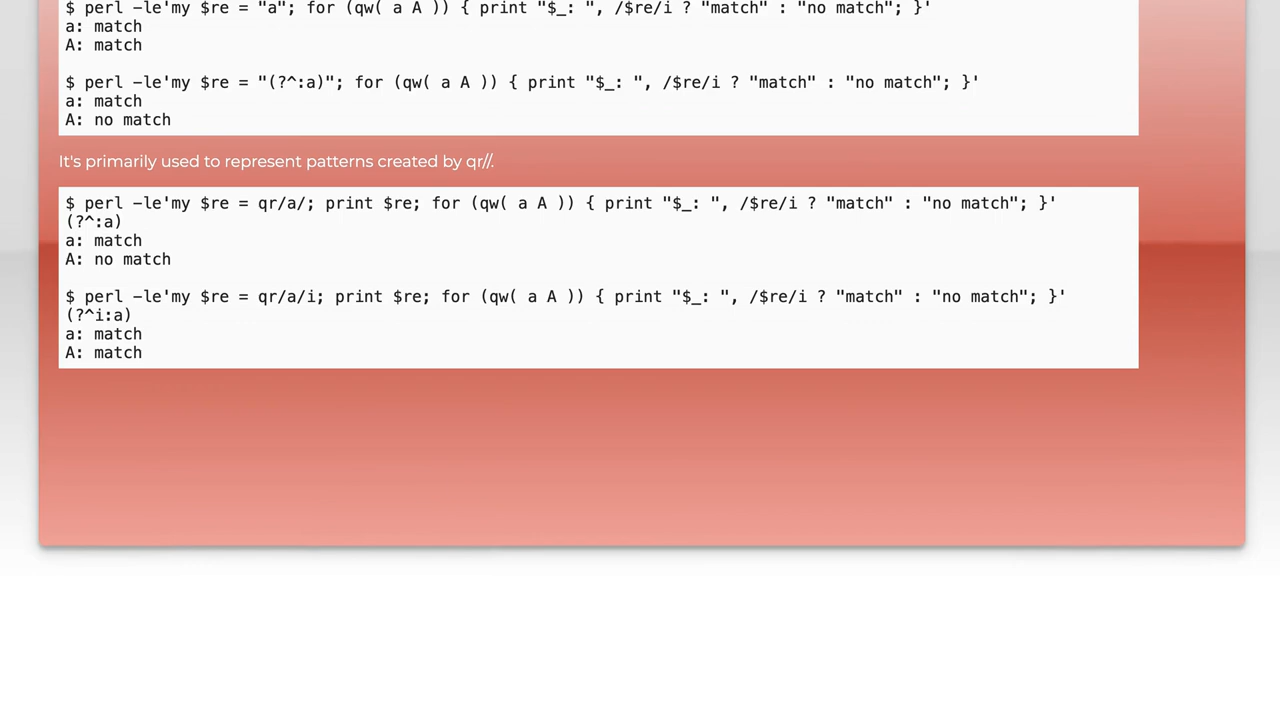 $ perl -le'my $re = "a"; for (qw( a A )) { print "$_: ", /$re/i ? "match" : "no match"; }'
a: match
A: match
$ perl -le'my $re = "(?^:a)"; for (qw( a A )) { print "$_: ", /$re/i ? "match" : "no match"; }'
a: match
A: no match
It's primarily used to represent patterns created by qr//.
$ perl -le'my $re = qr/a/; print $re; for (qw( a A )) { print "$_: ", /$re/i ? "match" : "no match"; }'
(?^:a)
a: match
A: no match
$ perl -le'my $re = qr/a/i; print $re; for (qw( a A )) { print "$_: ", /$re/i ? "match" : "no match"; }'
(?^i:a)
a: match
A: match